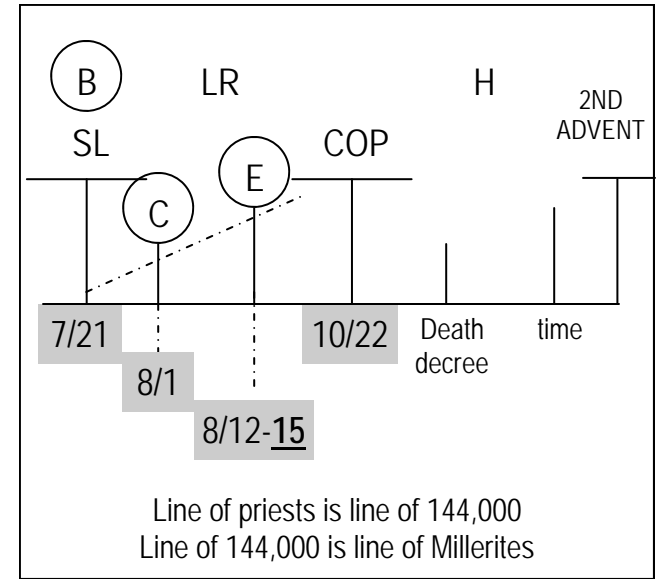 B
LR
H
2ND
ADVENT
SL
COP
C
E
7/21
10/22
Death
decree
time
8/1
8/12-15
Line of priests is line of 144,000
Line of 144,000 is line of Millerites